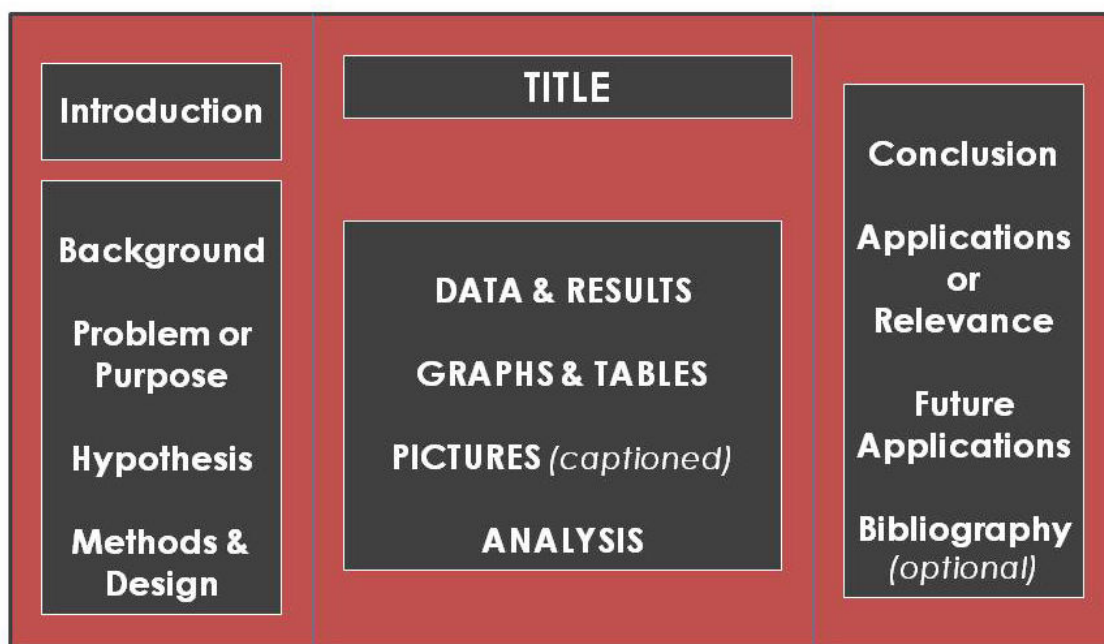 Introduction
Background
Problem or
Purpose
Hypothesis
Methods &
Design
TITLE
DATA & RESULTS
GRAPHS & TABLES
PICTURES (captioned)
ANALYSIS
Conclusion
Applications
or
Relevance
Future
Applications
Bibliography
(optional)